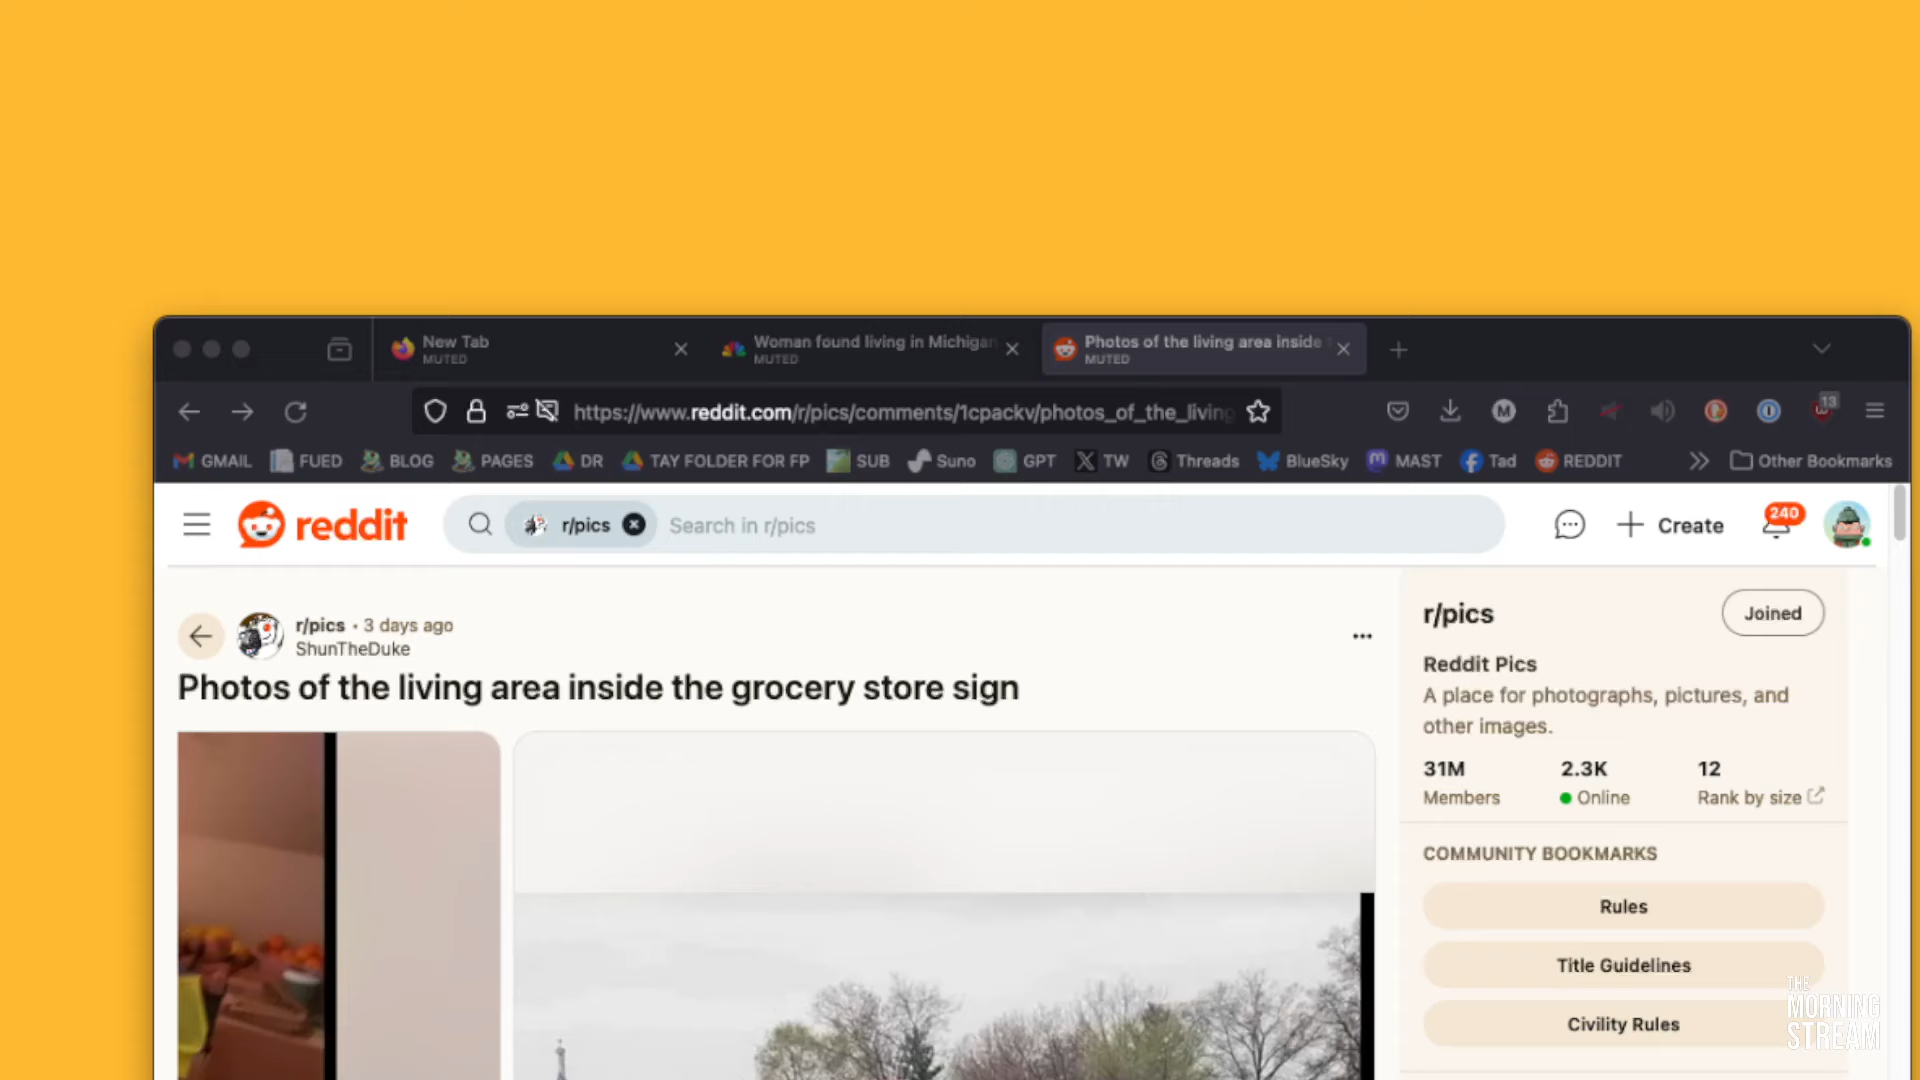 New Tab
MUTED
Woman found living in Michigan
MUTED
Photos of the living area inside
MUTED
https://www.reddit.com/r/pics/comments/1cpackv/photos_of_the_living
13
GMAIL FUED BLOG PAGES DR TAY FOLDER FOR FP SUB Suno GPT TW Threads BlueSky MAST Tad REDDIT Other Bookmarks
reddit r/pics Search in r/pics Create 240
r/pics • 3 days ago
ShunTheDuke
Photos of the living area inside the grocery store sign
r/pics Joined
Reddit Pics
A place for photographs, pictures, and
other images.
31M 2.3K 12
Members Online Rank by size
COMMUNITY BOOKMARKS
Rules
Title Guidelines
Civility Rules
THE
MORNING
STREAM